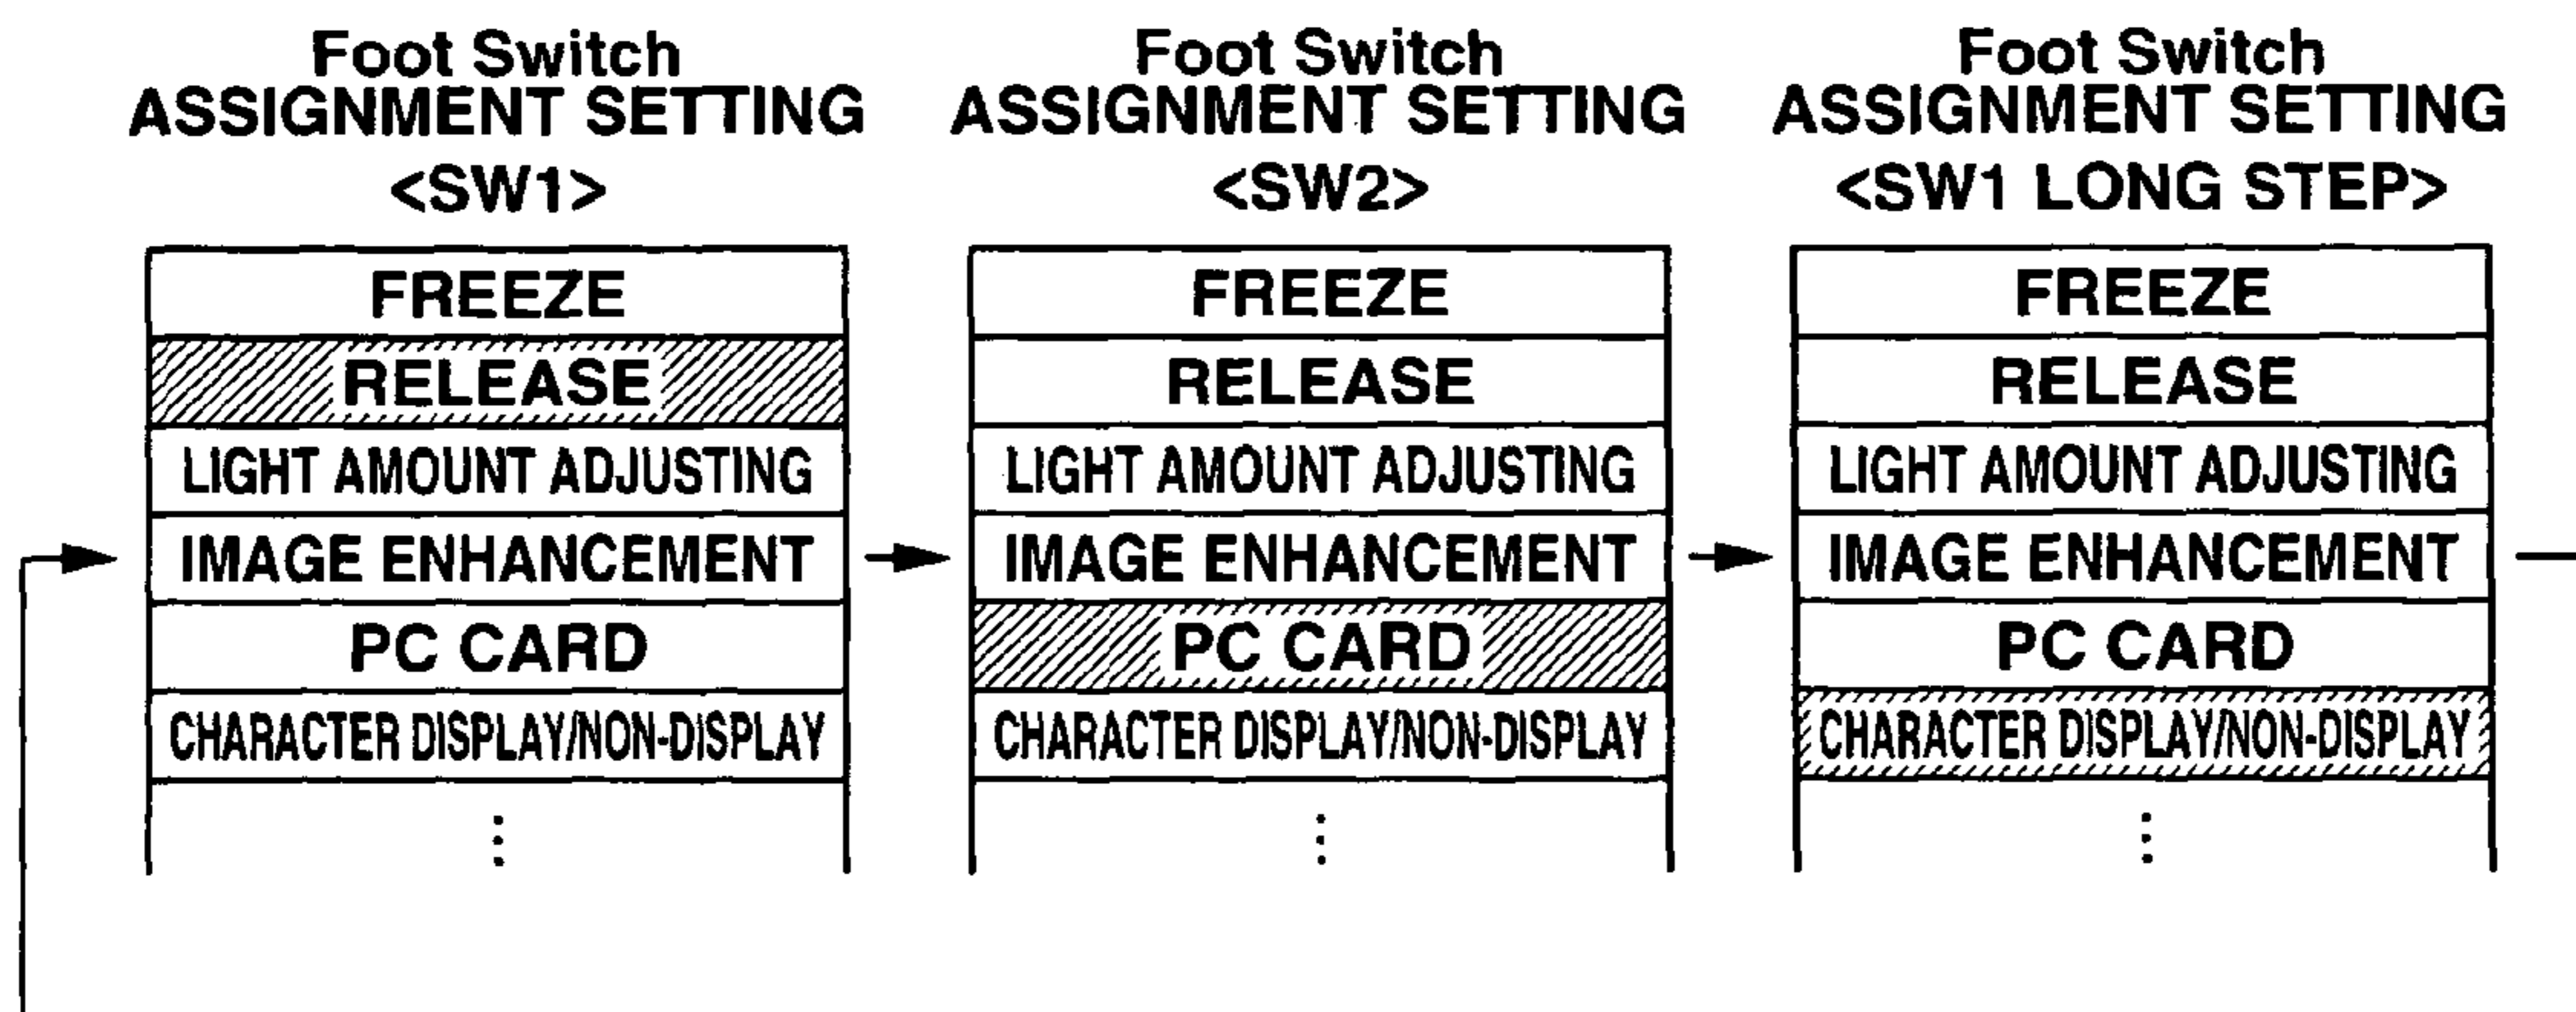 Foot Switch
ASSIGNMENT SETTING
<SW1>
FREEZE
RELEASE
LIGHT AMOUNT ADJUSTING
IMAGE ENHANCEMENT
PC CARD
CHARACTER DISPLAY/NON-DISPLAY
Foot Switch
ASSIGNMENT SETTING
<SW2>
FREEZE
RELEASE
LIGHT AMOUNT ADJUSTING
IMAGE ENHANCEMENT
PC CARD
CHARACTER DISPLAY/NON-DISPLAY
Foot Switch
ASSIGNMENT SETTING
<SW1 LONG STEP>
FREEZE
RELEASE
LIGHT AMOUNT ADJUSTING
IMAGE ENHANCEMENT
PC CARD
CHARACTER DISPLAY/NON-DISPLAY